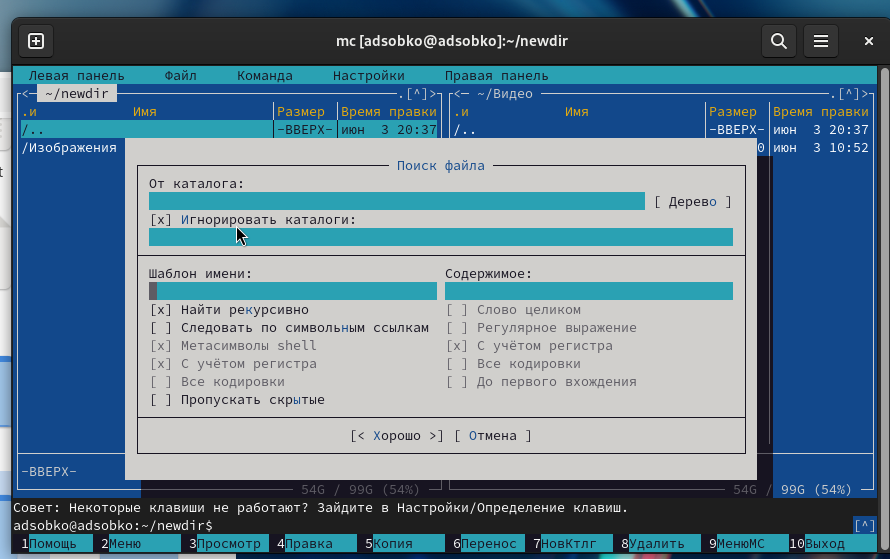 mc [adsobko@adsobko]:~/newdir
Левая панель Файл Команда Настройки Правая панель
<─ ~/newdir .[^]> <─ ~/Видео .[^]>
.и Имя Размер Время правки .и Имя Размер Время правки
/.. -ВВЕРХ- июн 3 20:37 /.. -ВВЕРХ- июн 3 20:37
/Изображения 0 июн 3 10:52
Поиск файла
От каталога:
[ Дерево ]
[x] Игнорировать каталоги:
Шаблон имени: Содержимое:
[x] Найти рекурсивно [ ] Слово целиком
[ ] Следовать по символьным ссылкам [ ] Регулярное выражение
[x] Метасимволы shell [x] С учётом регистра
[x] С учётом регистра [ ] Все кодировки
[ ] Все кодировки [ ] До первого вхождения
[ ] Пропускать скрытые
[< Хорошо >] [ Отмена ]
-ВВЕРХ-
54G / 99G (54%) 54G / 99G (54%)
Совет: Некоторые клавиши не работают? Зайдите в Настройки/Определение клавиш.
adsobko@adsobko:~/newdir$ [^]
1Помощь 2Меню 3Просмотр 4Правка 5Копия 6Перенос 7НовКтлг 8Удалить 9МенюMC 10Выход